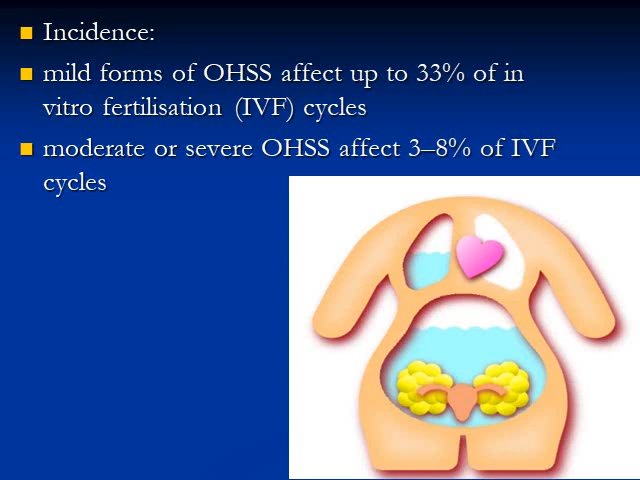 Incidence:
mild forms of OHSS affect up to 33% of in
vitro fertilisation (IVF) cycles
moderate or severe OHSS affect 3–8% of IVF
cycles